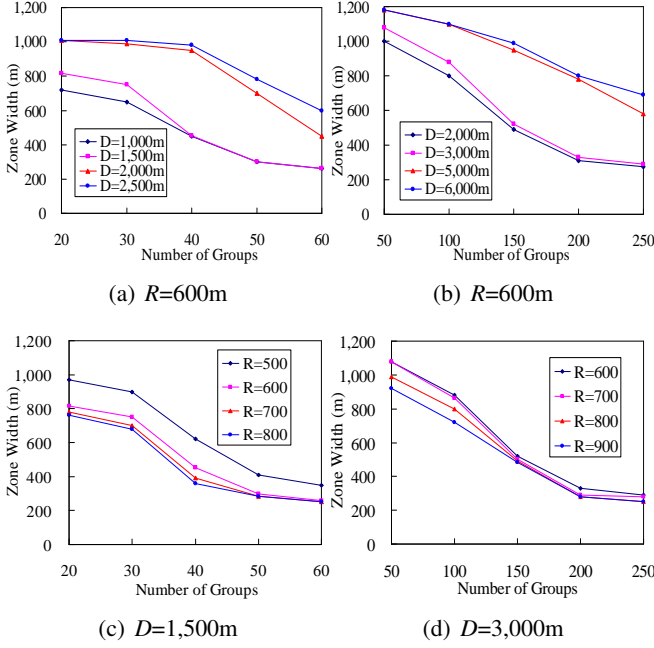 1,200
1,000
800
600
400
200
0
Zone Width (m)
D=1,000m
D=1,500m
D=2,000m
D=2,500m
20 30 40 50 60
Number of Groups
(a) R=600m
1,200
1,000
800
600
400
200
0
Zone Width (m)
D=2,000m
D=3,000m
D=5,000m
D=6,000m
50 100 150 200 250
Number of Groups
(b) R=600m
1,200
1,000
800
600
400
200
0
Zone Width (m)
R=500
R=600
R=700
R=800
20 30 40 50 60
Number of Groups
(c) D=1,500m
1,200
1,000
800
600
400
200
0
Zone Width (m)
R=600
R=700
R=800
R=900
50 100 150 200 250
Number of Groups
(d) D=3,000m